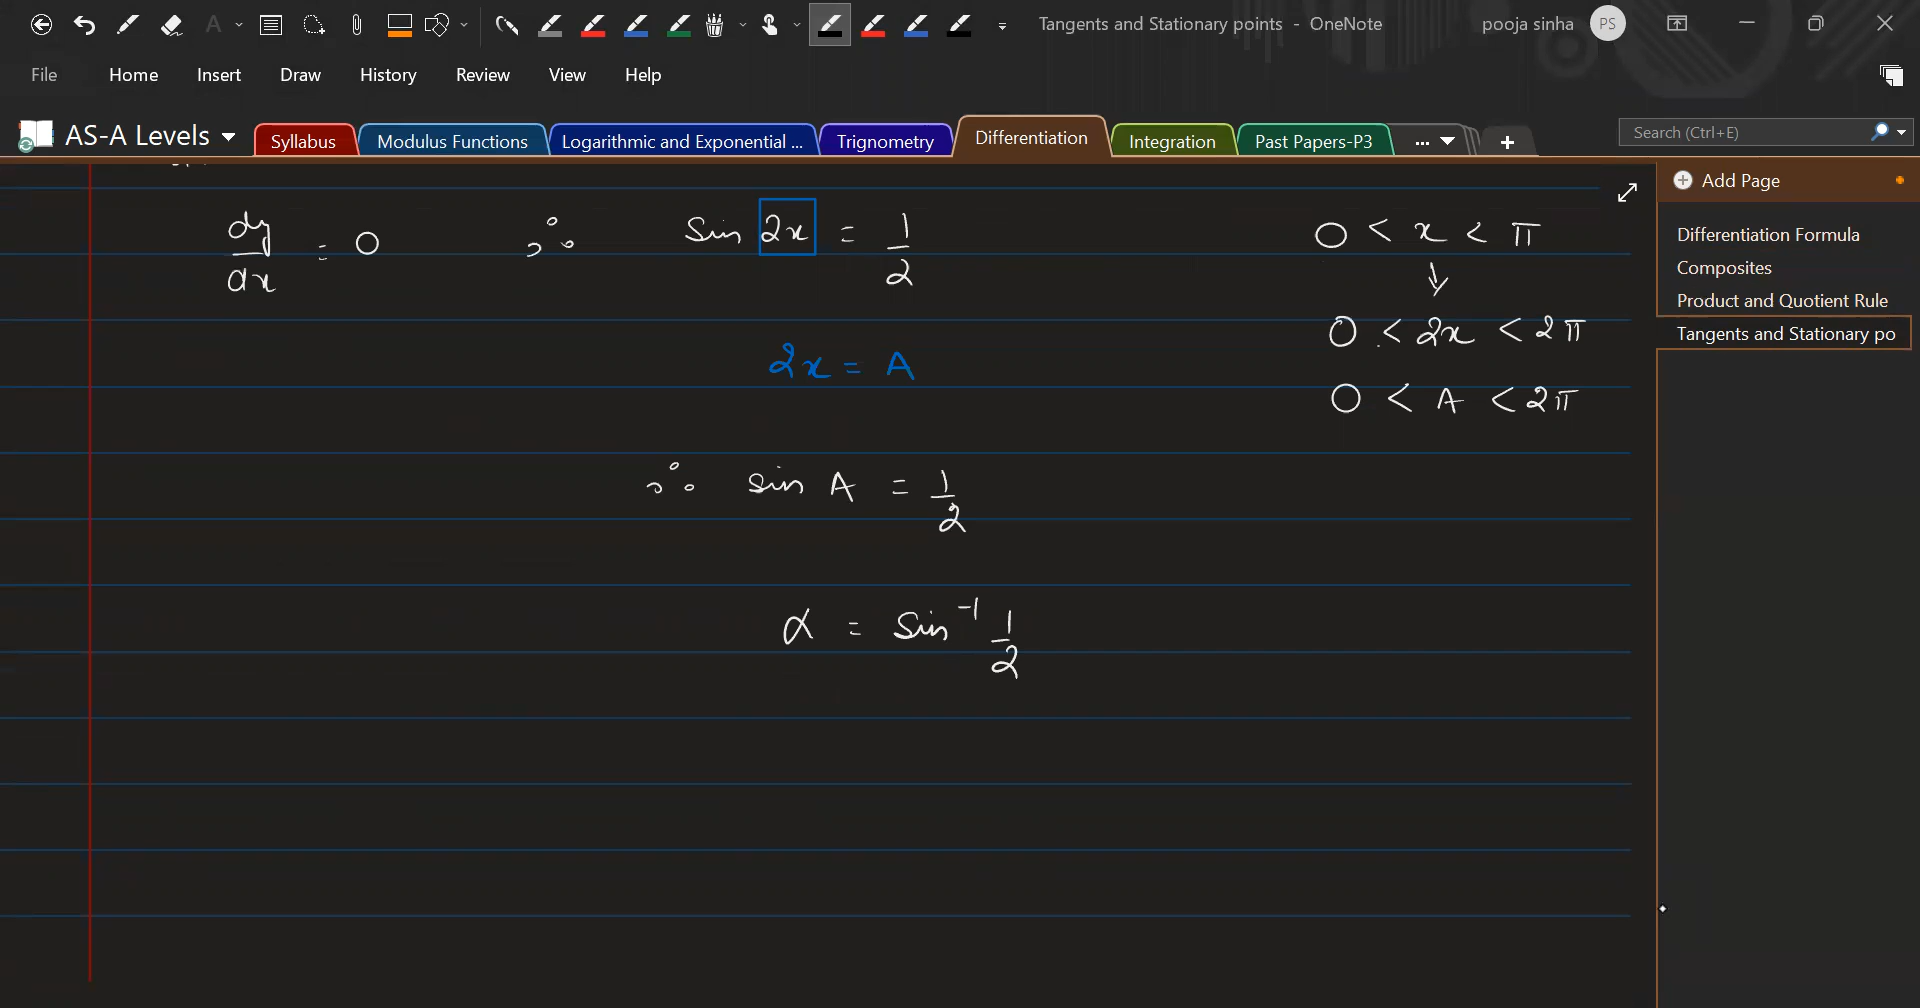 Tangents and Stationary points - OneNote
pooja sinha PS
File Home Insert Draw History Review View Help
AS-A Levels Syllabus Modulus Functions Logarithmic and Exponential ... Trignometry Differentiation Integration Past Papers-P3 ... +
Search (Ctrl+E)
Add Page
Differentiation Formula
Composites
Product and Quotient Rule
Tangents and Stationary po
dy/dx = 0 ∴ sin 2x = 1/2
0 < x < π
↓
0 < 2x < 2π
2x = A
0 < A < 2π
∴ sin A = 1/2
α = sin⁻¹ 1/2